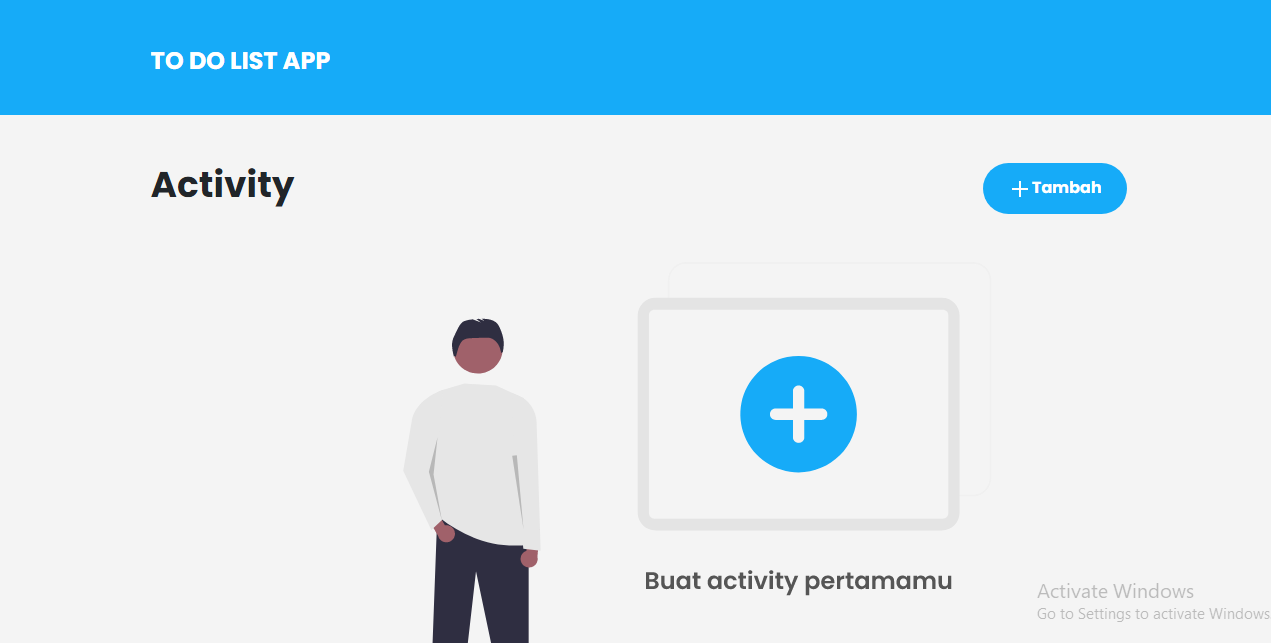 TO DO LIST APP
Activity
Tambah
Buat activity pertamamu
Activate Windows
Go to Settings to activate Windows